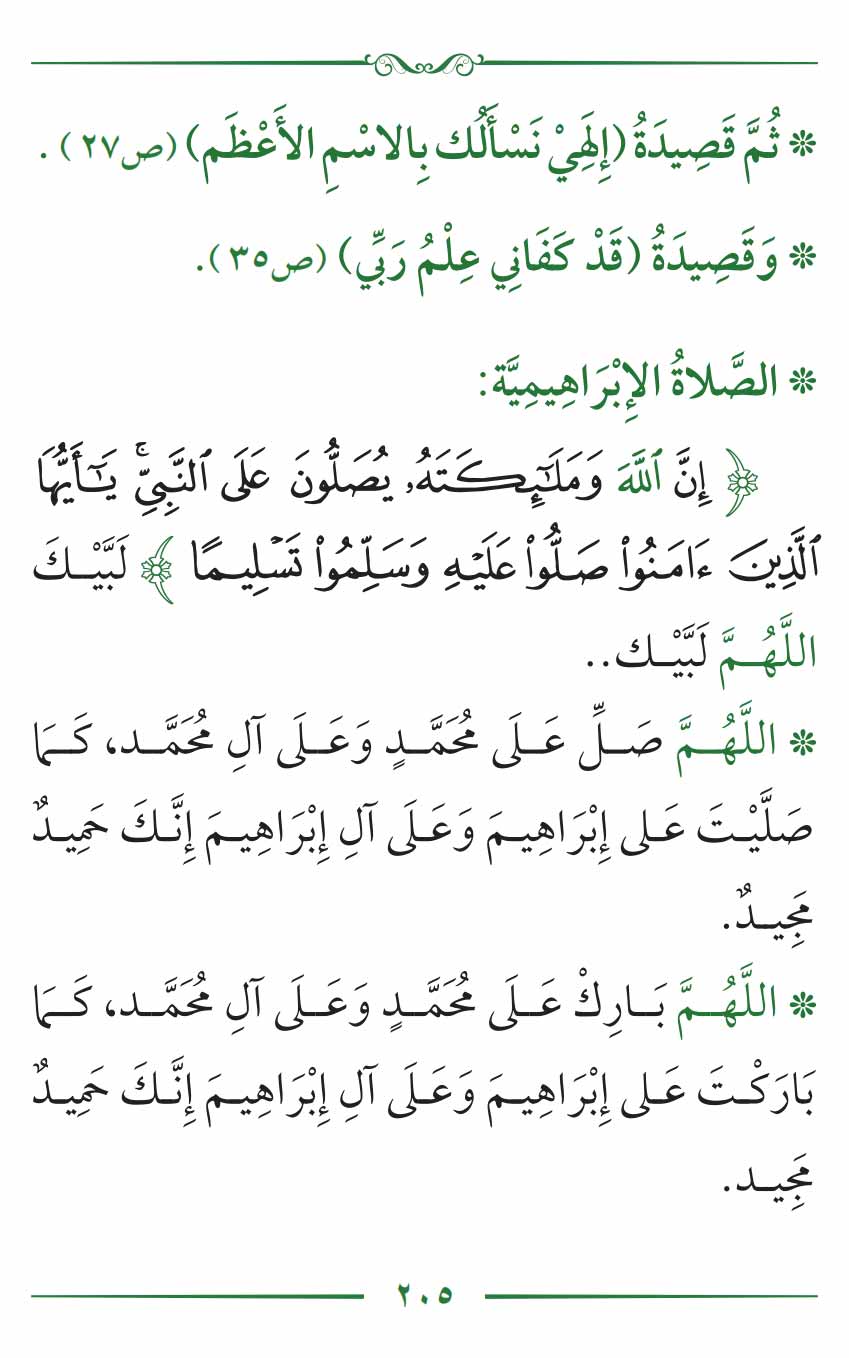 ❊ ثُمَّ قَصِيدَةُ (إِلَهِيْ نَسْأَلُك بِالاسْمِ الأَعْظَم) (ص٢٧) .
❊ وَقَصِيدَةُ (قَدْ كَفَانِي عِلْمُ رَبِّي) (ص٣٥).
❊ الصَّلاةُ الإِبْرَاهِيمِيَّة:
﴿ إِنَّ ٱللَّهَ وَمَلَـٰٓئِكَتَهُۥ يُصَلُّونَ عَلَى ٱلنَّبِيِّۚ يَـٰٓأَيُّهَا
ٱلَّذِينَ ءَامَنُوا۟ صَلُّوا۟ عَلَيْهِ وَسَلِّمُوا۟ تَسْلِيمًا ﴾ لَبَّيْكَ
اللَّهُمَّ لَبَّيْك..
❊ اللَّهُمَّ صَلِّ عَلَى مُحَمَّدٍ وَعَلَى آلِ مُحَمَّد، كَمَا
صَلَّيْتَ عَلى إِبْرَاهِيمَ وَعَلَى آلِ إِبْرَاهِيمَ إِنَّكَ حَمِيدٌ
مَجِيدٌ.
❊ اللَّهُمَّ بَارِكْ عَلَى مُحَمَّدٍ وَعَلَى آلِ مُحَمَّد، كَمَا
بَارَكْتَ عَلى إِبْرَاهِيمَ وَعَلَى آلِ إِبْرَاهِيمَ إِنَّكَ حَمِيدٌ
مَجِيد.
٢٠٥